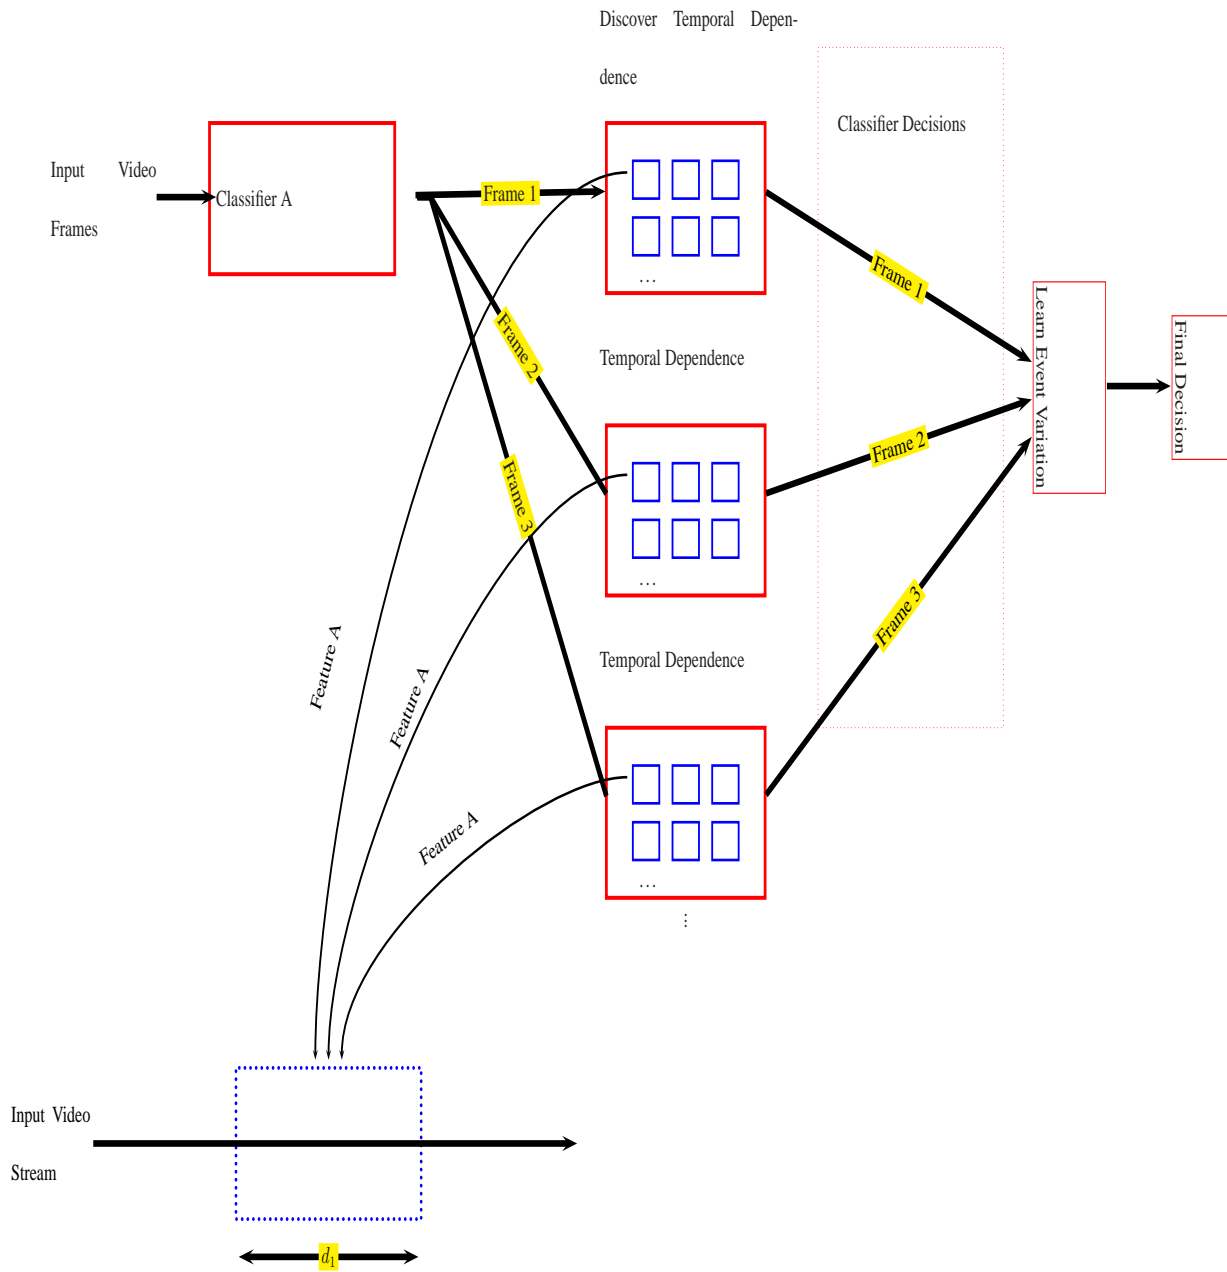 Discover Temporal Depen-
dence
Classifier Decisions
Input Video
Frames
Classifier A
Frame 1
…
Frame 1
Frame 2
Temporal Dependence
Learn Event Variation
Final Decision
Frame 2
Frame 3
…
Frame 3
Temporal Dependence
Feature A
Feature A
Feature A
…
⋮
Input Video
Stream
d1